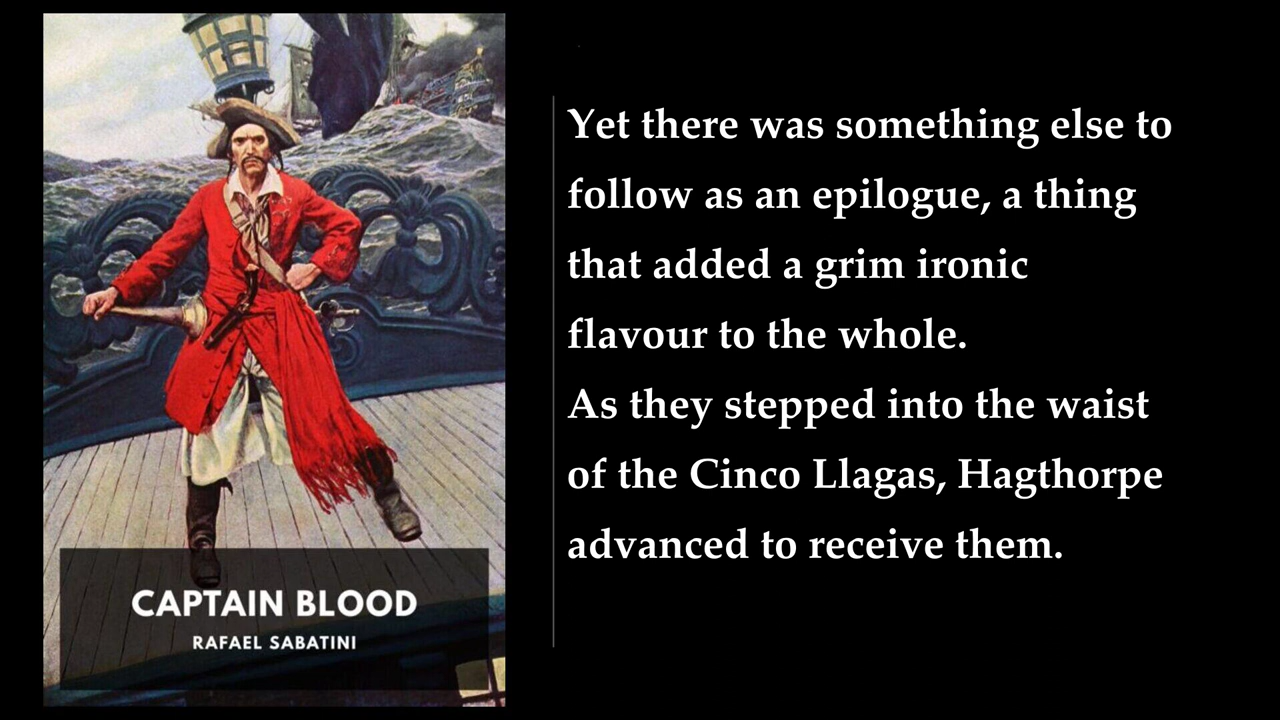 CAPTAIN BLOOD
RAFAEL SABATINI
Yet there was something else to
follow as an epilogue, a thing
that added a grim ironic
flavour to the whole.
As they stepped into the waist
of the Cinco Llagas, Hagthorpe
advanced to receive them.